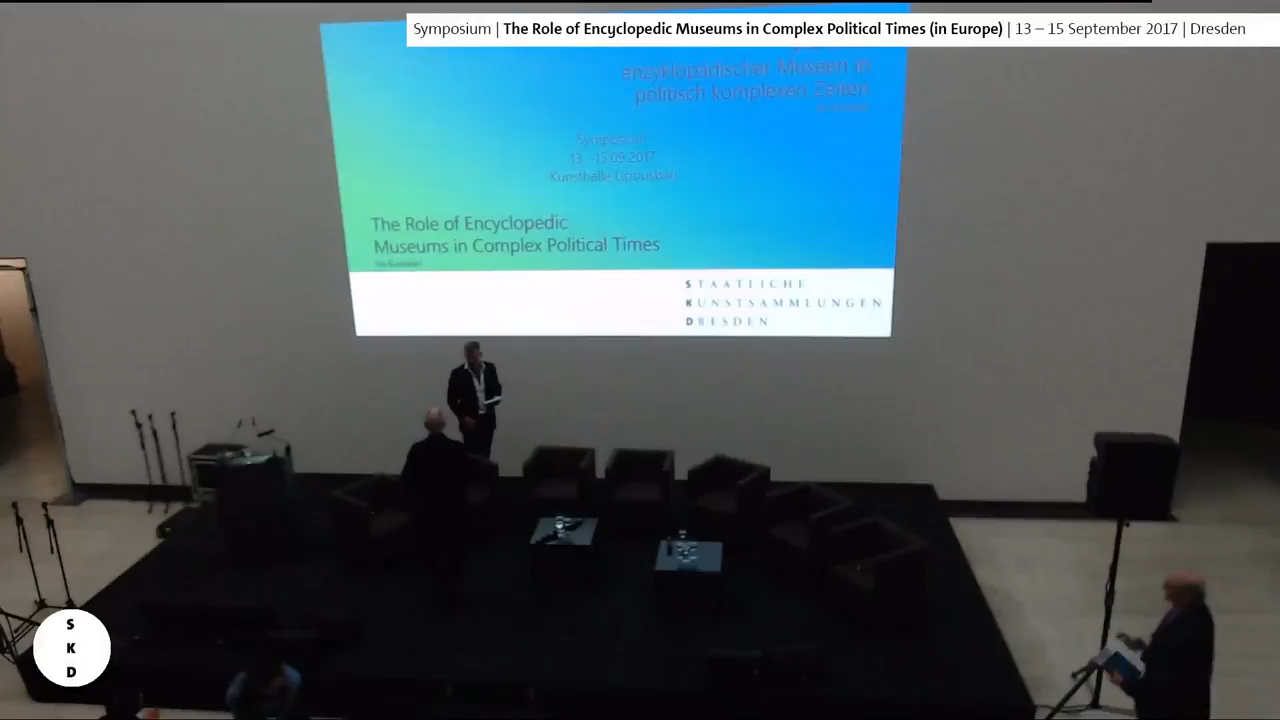 Symposium | The Role of Encyclopedic Museums in Complex Political Times (in Europe) | 13 – 15 September 2017 | Dresden
enzyklopädischer Museen in
politisch komplexen Zeiten
Symposium
13. -15.09.2017
Kunsthalle Lipsiusbau
The Role of Encyclopedic
Museums in Complex Political Times
STAATLICHE
KUNSTSAMMLUNGEN
DRESDEN
S
K
D